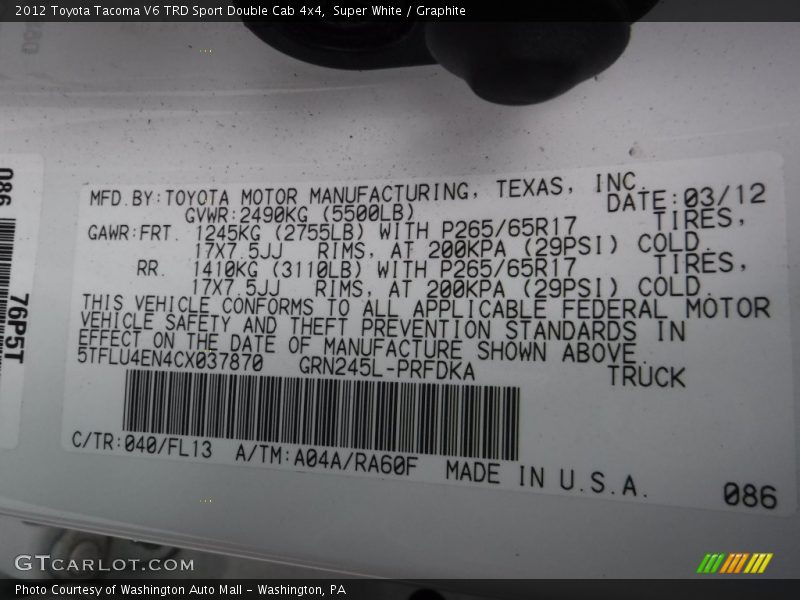 2012 Toyota Tacoma V6 TRD Sport Double Cab 4x4, Super White / Graphite
MFD.BY:TOYOTA MOTOR MANUFACTURING, TEXAS, INC.
GVWR:2490KG (5500LB) DATE:03/12
GAWR:FRT. 1245KG (2755LB) WITH P265/65R17 TIRES,
17X7.5JJ RIMS, AT 200KPA (29PSI) COLD.
RR. 1410KG (3110LB) WITH P265/65R17 TIRES,
17X7.5JJ RIMS, AT 200KPA (29PSI) COLD.
THIS VEHICLE CONFORMS TO ALL APPLICABLE FEDERAL MOTOR
VEHICLE SAFETY AND THEFT PREVENTION STANDARDS IN
EFFECT ON THE DATE OF MANUFACTURE SHOWN ABOVE.
5TFLU4EN4CX037870 GRN245L-PRFDKA TRUCK
C/TR:040/FL13 A/TM:A04A/RA60F MADE IN U.S.A.
086
086
76P5T
GTcarlot.com
Photo Courtesy of Washington Auto Mall - Washington, PA